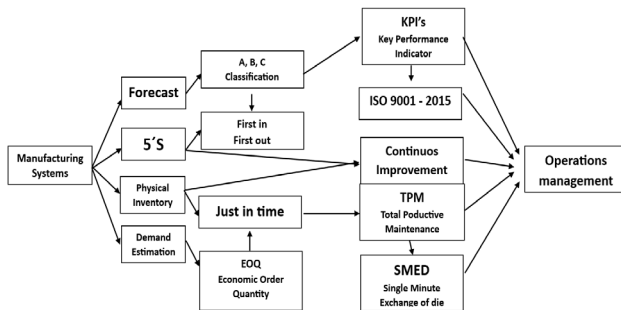 Manufacturing
Systems
Forecast
5´S
Physical
Inventory
Demand
Estimation
A, B, C
Classification
First in
First out
Just in time
EOQ
Economic Order
Quantity
KPI's
Key Performance
Indicator
ISO 9001 - 2015
Continuos
Improvement
TPM
Total Poductive
Maintenance
SMED
Single Minute
Exchange of die
Operations
management